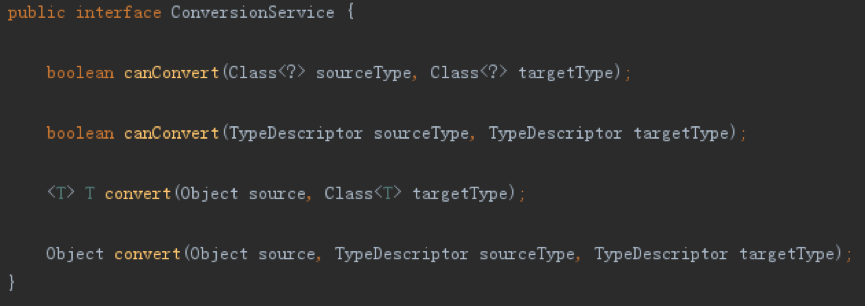 public interface ConversionService {
boolean canConvert(Class<?> sourceType, Class<?> targetType);
boolean canConvert(TypeDescriptor sourceType, TypeDescriptor targetType);
<T> T convert(Object source, Class<T> targetType);
Object convert(Object source, TypeDescriptor sourceType, TypeDescriptor targetType);
}